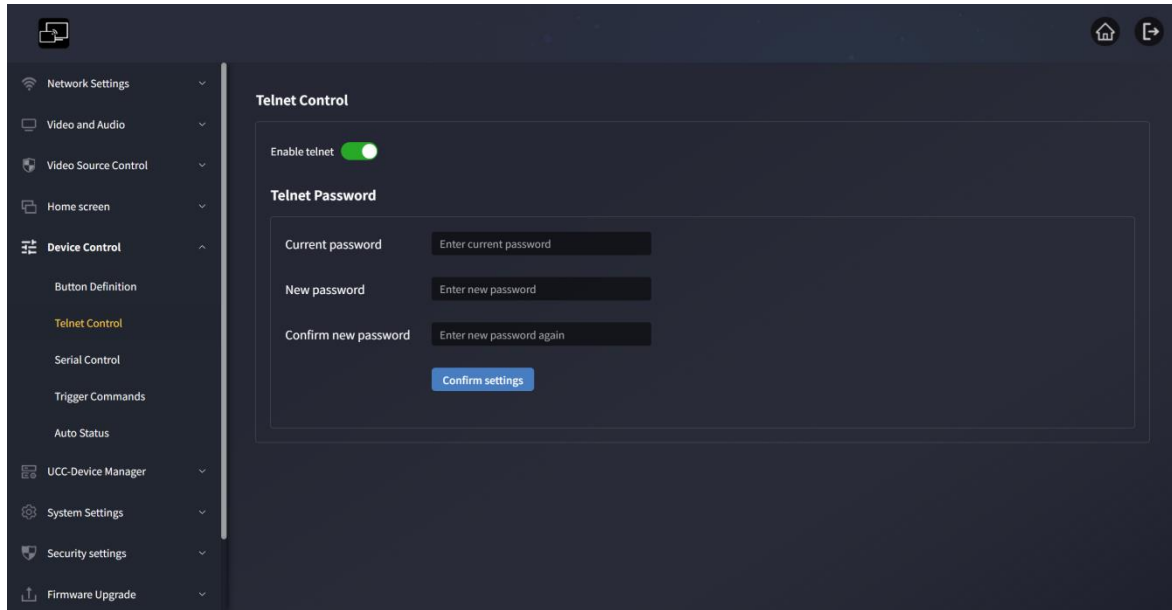 Network Settings
Video and Audio
Video Source Control
Home screen
Device Control
Button Definition
Telnet Control
Serial Control
Trigger Commands
Auto Status
UCC-Device Manager
System Settings
Security settings
Firmware Upgrade
Telnet Control
Enable telnet
Telnet Password
Current password Enter current password
New password Enter new password
Confirm new password Enter new password again
Confirm settings